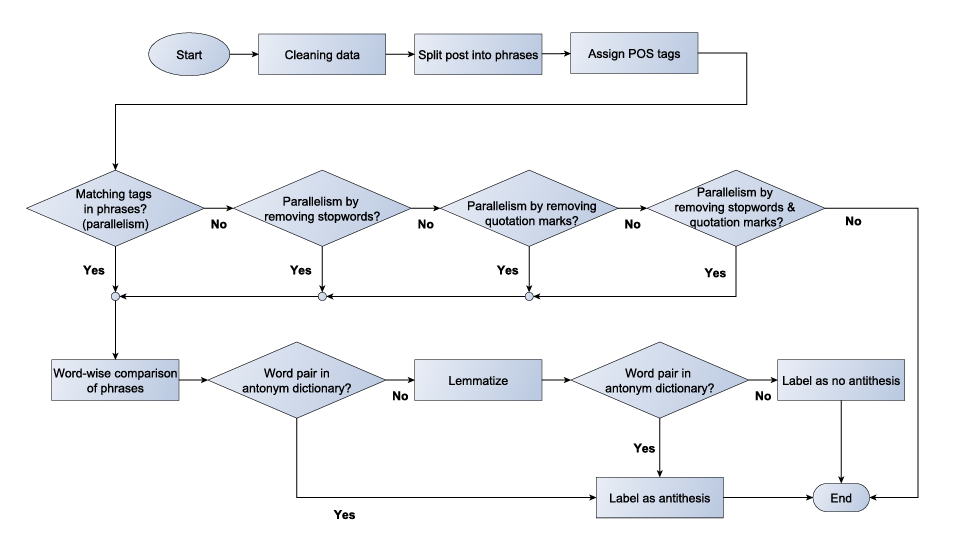 Start
Cleaning data
Split post into phrases
Assign POS tags
Matching tags
in phrases?
(parallelism)
No
Parallelism by
removing stopwords?
No
Parallelism by removing
quotation marks?
No
Parallelism by
removing stopwords &
quotation marks?
No
Yes
Yes
Yes
Yes
Word-wise comparison
of phrases
Word pair in
antonym dictionary?
No
Lemmatize
Word pair in
antonym dictionary?
No
Label as no antithesis
Yes
Label as antithesis
End
Yes